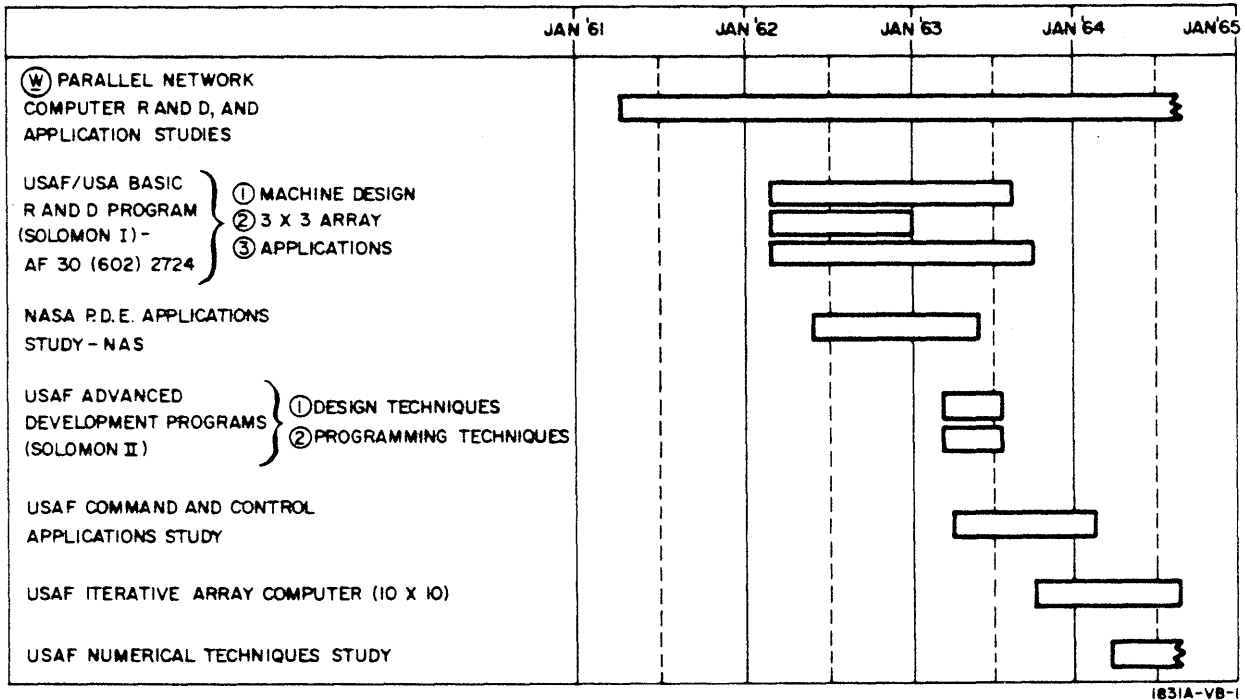 JAN '61 JAN '62 JAN '63 JAN '64 JAN '65
Ⓦ PARALLEL NETWORK
COMPUTER R AND D, AND
APPLICATION STUDIES
USAF/USA BASIC
R AND D PROGRAM
(SOLOMON I)-
AF 30 (602) 2724
① MACHINE DESIGN
② 3 X 3 ARRAY
③ APPLICATIONS
NASA P.D.E. APPLICATIONS
STUDY-NAS
USAF ADVANCED
DEVELOPMENT PROGRAMS
(SOLOMON II)
① DESIGN TECHNIQUES
② PROGRAMMING TECHNIQUES
USAF COMMAND AND CONTROL
APPLICATIONS STUDY
USAF ITERATIVE ARRAY COMPUTER (10 X 10)
USAF NUMERICAL TECHNIQUES STUDY
1831A-VB-1